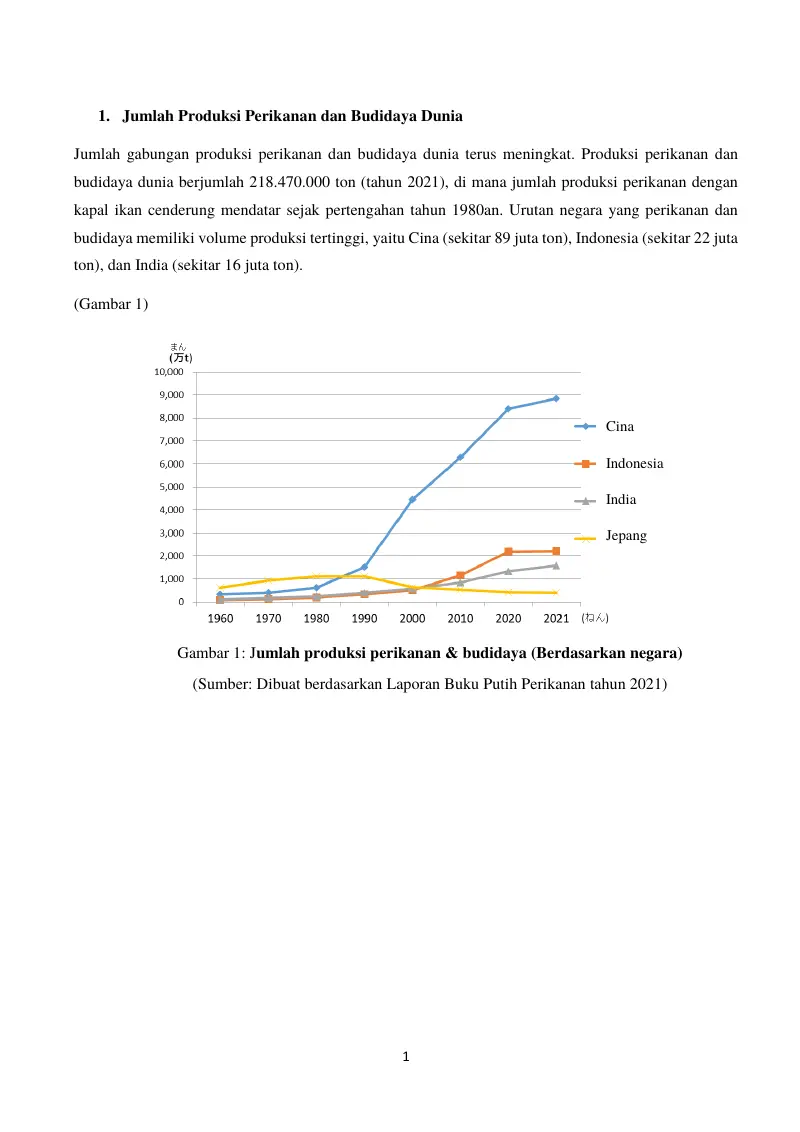 1. Jumlah Produksi Perikanan dan Budidaya Dunia
Jumlah gabungan produksi perikanan dan budidaya dunia terus meningkat. Produksi perikanan dan
budidaya dunia berjumlah 218.470.000 ton (tahun 2021), di mana jumlah produksi perikanan dengan
kapal ikan cenderung mendatar sejak pertengahan tahun 1980an. Urutan negara yang perikanan dan
budidaya memiliki volume produksi tertinggi, yaitu Cina (sekitar 89 juta ton), Indonesia (sekitar 22 juta
ton), dan India (sekitar 16 juta ton).
(Gambar 1)
まん
(万t)
10,000
9,000
8,000
7,000
6,000
5,000
4,000
3,000
2,000
1,000
0
1960 1970 1980 1990 2000 2010 2020 2021 (ねん)
Cina
Indonesia
India
Jepang
Gambar 1: Jumlah produksi perikanan & budidaya (Berdasarkan negara)
(Sumber: Dibuat berdasarkan Laporan Buku Putih Perikanan tahun 2021)
1